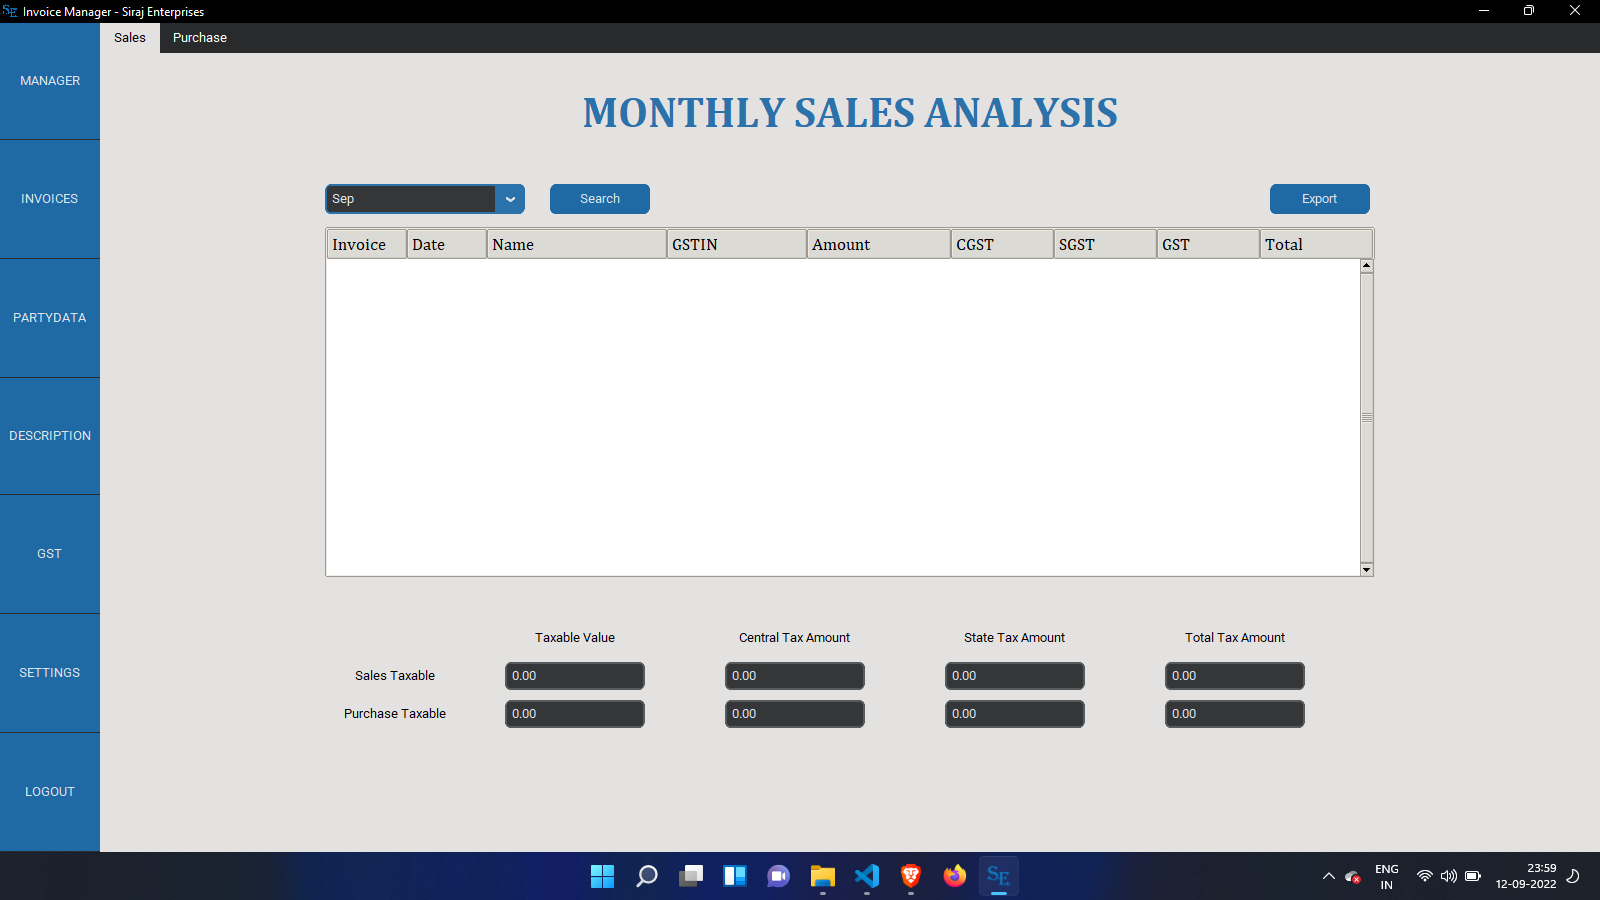 SE Invoice Manager - Siraj Enterprises
Sales Purchase
MANAGER
INVOICES
PARTYDATA
DESCRIPTION
GST
SETTINGS
LOGOUT
MONTHLY SALES ANALYSIS
Sep Search Export
Invoice Date Name GSTIN Amount CGST SGST GST Total
Taxable Value Central Tax Amount State Tax Amount Total Tax Amount
Sales Taxable 0.00 0.00 0.00 0.00
Purchase Taxable 0.00 0.00 0.00 0.00
SE
ENG
IN
23:59
12-09-2022